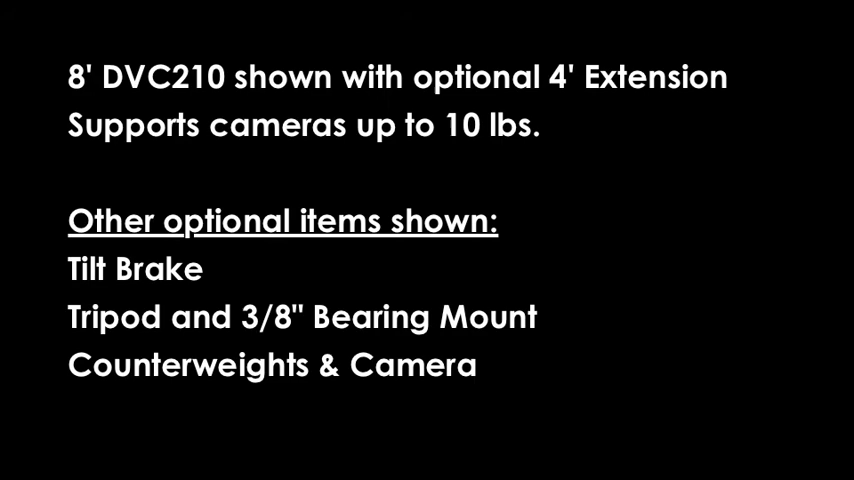 8' DVC210 shown with optional 4' Extension
Supports cameras up to 10 lbs.
Other optional items shown:
Tilt Brake
Tripod and 3/8" Bearing Mount
Counterweights & Camera